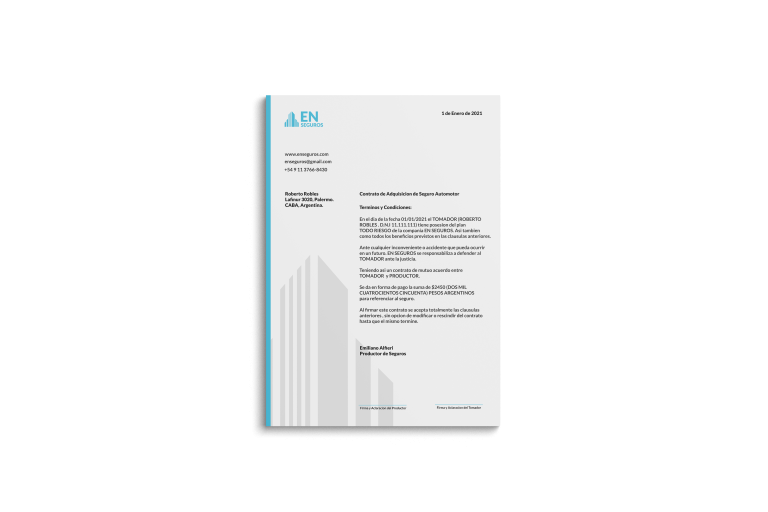 EN
SEGUROS
1 de Enero de 2021
www.enseguros.com
enseguros@gmail.com
+54 9 11 3766-8430
Roberto Robles
Lafinur 3020, Palermo.
CABA, Argentina.
Contrato de Adquisicion de Seguro Automotor
Terminos y Condiciones:
En el dia de la fecha 01/01/2021 el TOMADOR (ROBERTO
ROBLES , D.N.I 11.111.111) tiene posesion del plan
TODO RIESGO de la compania EN SEGUROS. Asi tambien
como todos los beneficios previstos en las clausulas anteriores.
Ante cualquier inconveniente o accidente que pueda ocurrir
en un futuro. EN SEGUROS se responsabiliza a defender al
TOMADOR ante la justicia.
Teniendo asi un contrato de mutuo acuerdo entre
TOMADOR y PRODUCTOR.
Se da en forma de pago la suma de $2450 (DOS MIL
CUATROCIENTOS CINCUENTA) PESOS ARGENTINOS
para referenciar al seguro.
Al firmar este contrato se acepta totalmente las clausulas
anteriores , sin opcion de modificar o rescindir del contrato
hasta que el mismo termine.
Emiliano Alfieri
Productor de Seguros
Firma y Aclaracion del Productor
Firma y Aclaracion del Tomador